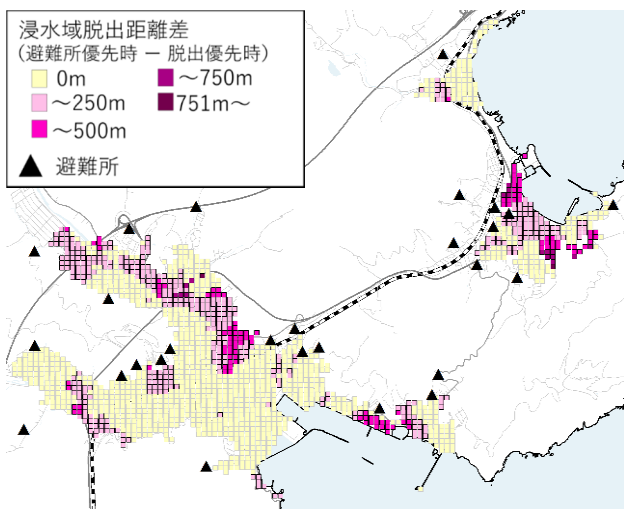 浸水域脱出距離差
(避難所優先時 － 脱出優先時)
0m
～750m
～250m
751m～
～500m
避難所